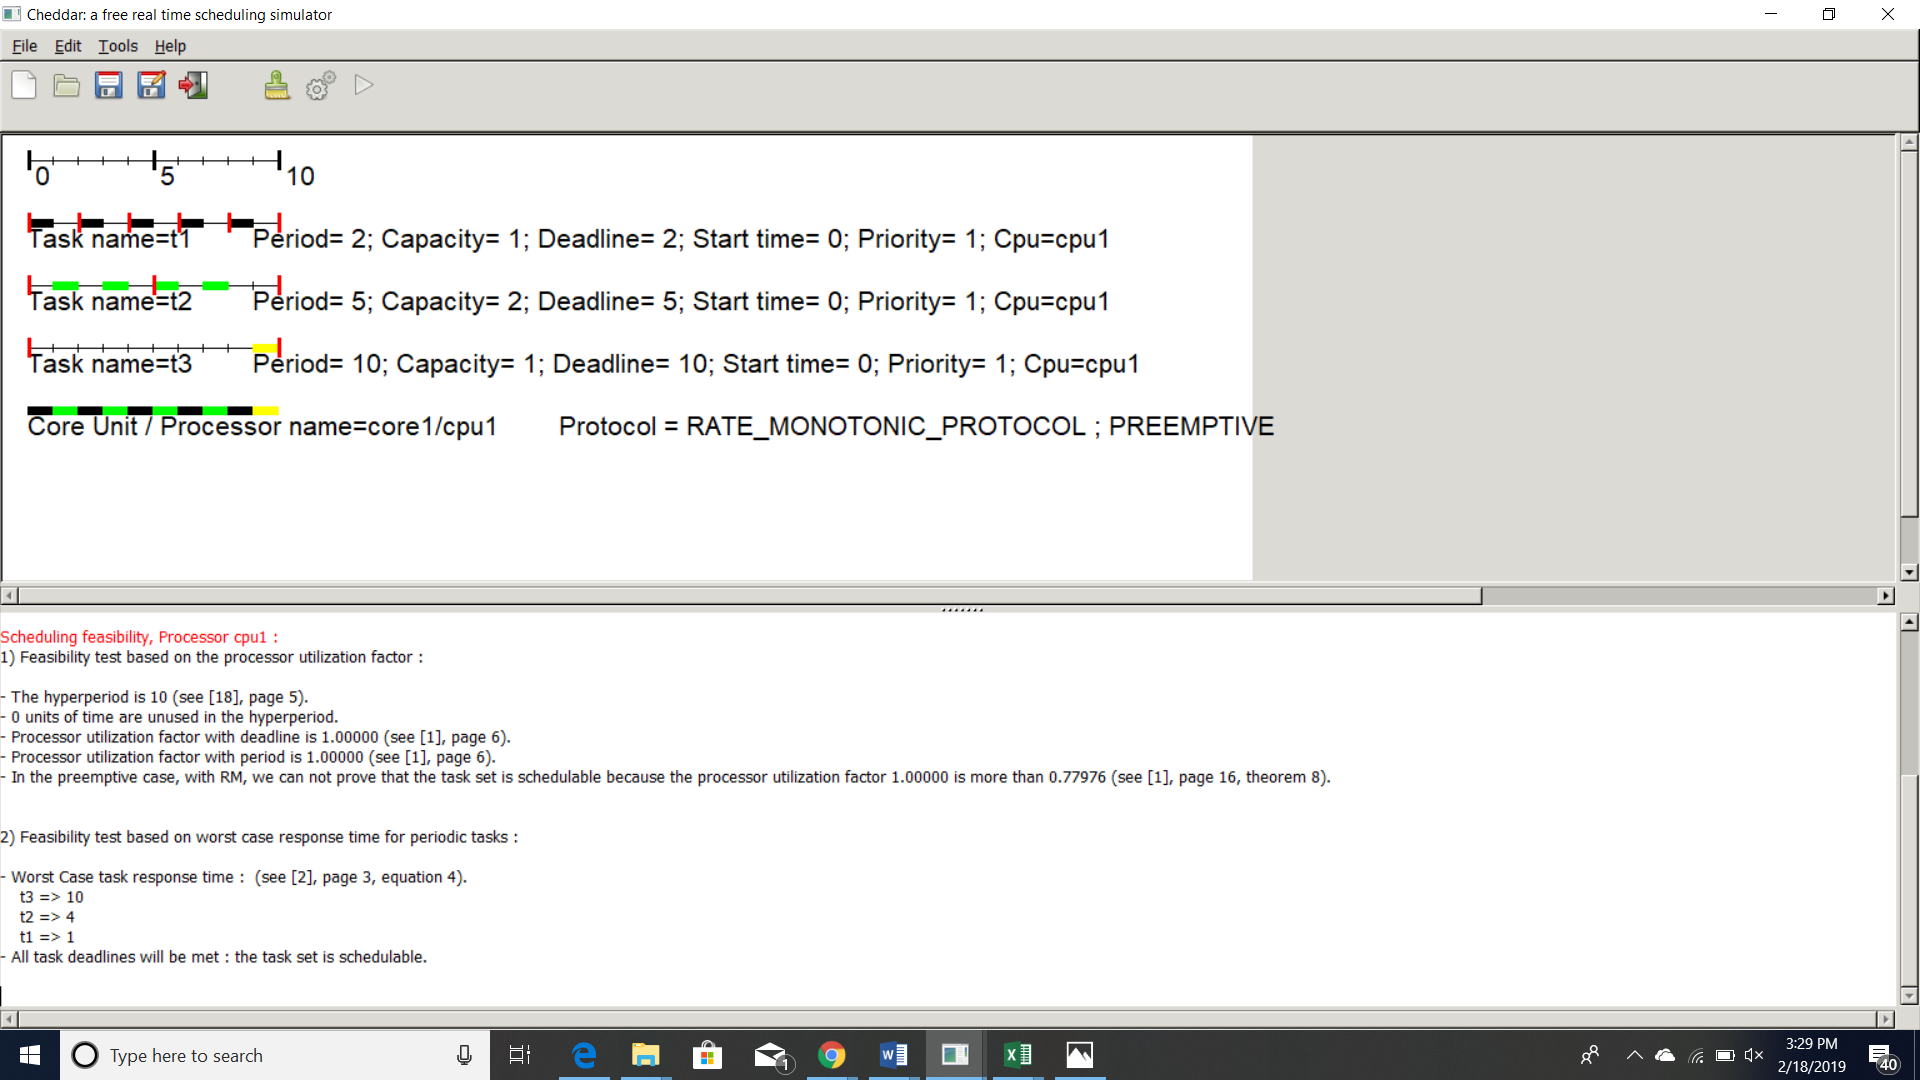 Cheddar: a free real time scheduling simulator
File Edit Tools Help
0 5 10
Task name=t1 Period= 2; Capacity= 1; Deadline= 2; Start time= 0; Priority= 1; Cpu=cpu1
Task name=t2 Period= 5; Capacity= 2; Deadline= 5; Start time= 0; Priority= 1; Cpu=cpu1
Task name=t3 Period= 10; Capacity= 1; Deadline= 10; Start time= 0; Priority= 1; Cpu=cpu1
Core Unit / Processor name=core1/cpu1 Protocol = RATE_MONOTONIC_PROTOCOL ; PREEMPTIVE
Scheduling feasibility, Processor cpu1 :
1) Feasibility test based on the processor utilization factor :
- The hyperperiod is 10 (see [18], page 5).
- 0 units of time are unused in the hyperperiod.
- Processor utilization factor with deadline is 1.00000 (see [1], page 6).
- Processor utilization factor with period is 1.00000 (see [1], page 6).
- In the preemptive case, with RM, we can not prove that the task set is schedulable because the processor utilization factor 1.00000 is more than 0.77976 (see [1], page 16, theorem 8).
2) Feasibility test based on worst case response time for periodic tasks :
- Worst Case task response time : (see [2], page 3, equation 4).
t3 => 10
t2 => 4
t1 => 1
- All task deadlines will be met : the task set is schedulable.
Type here to search
1
3:29 PM
2/18/2019
40